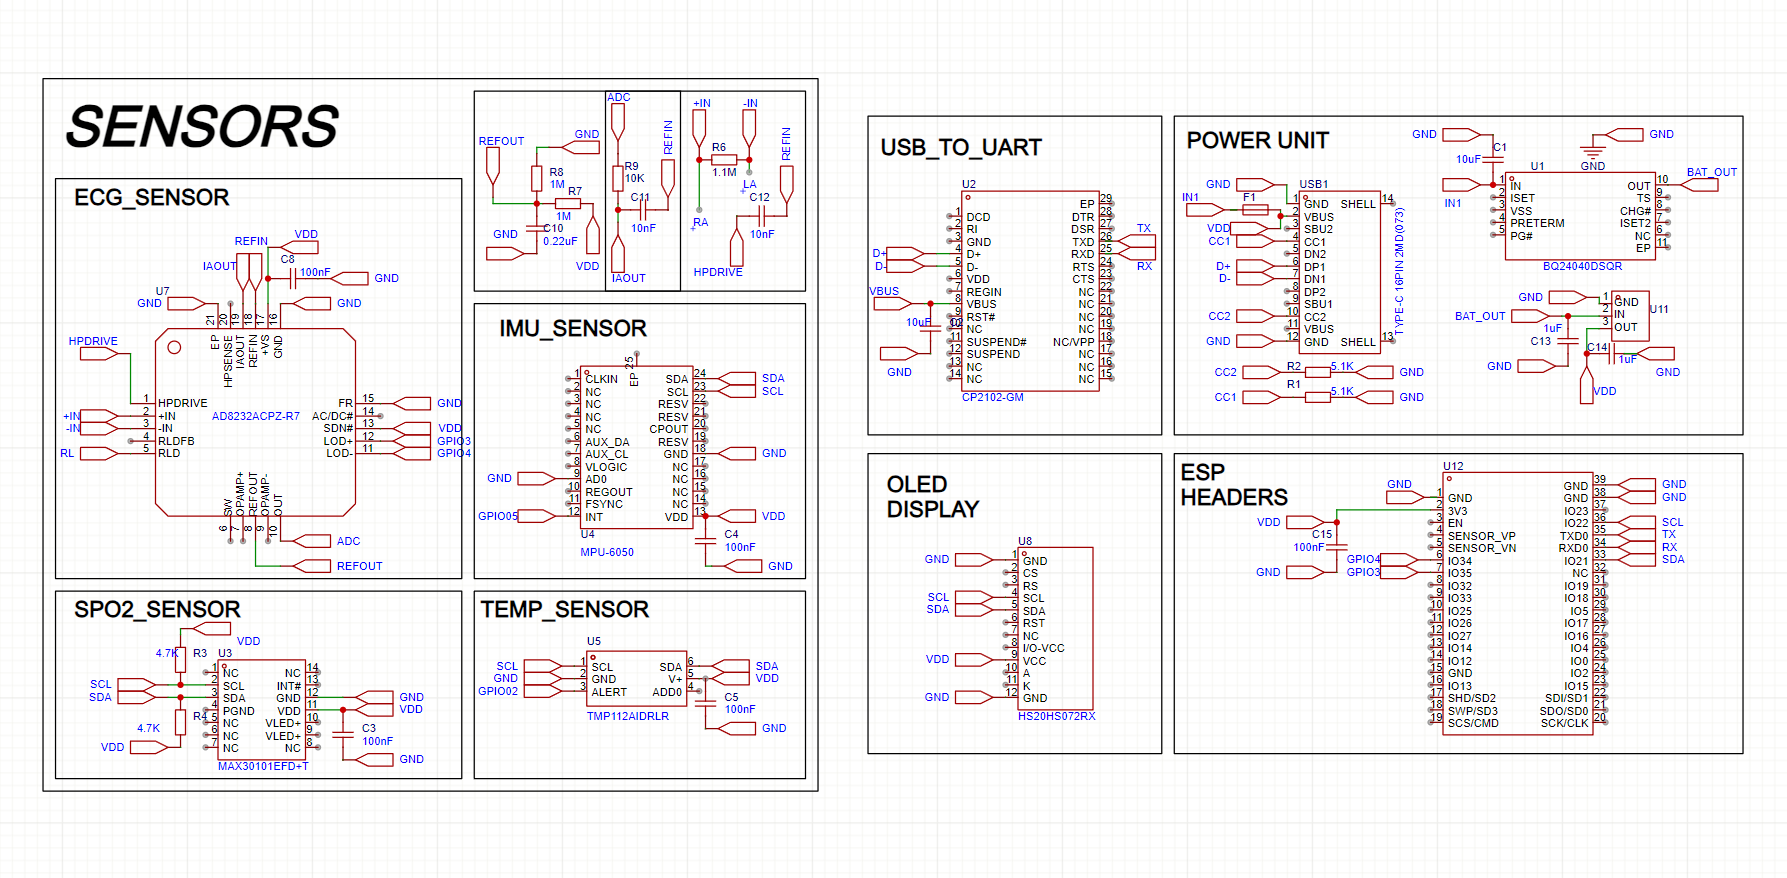 SENSORS
ECG_SENSOR
REFIN
VDD
IAOUT
C8
100nF
GND
U7
GND
GND
21
20
19
18
17
16
EP
HPSENSE
IAOUT
REFIN
+VS
GND
HPDRIVE
1 HPDRIVE
+IN 2 +IN
-IN 3 -IN
4 RLDFB
RL 5 RLD
AD8232ACPZ-R7
FR 15 GND
AC/DC# 14
SDN# 13 VDD
LOD+ 12 GPIO3
LOD- 11 GPIO4
SW
OPAMP+
REFOUT
OPAMP-
OUT
6
7
8
9
10
ADC
REFOUT
REFOUT
GND
R8
1M
R7
1M
GND
C10
0.22uF
VDD
ADC
REFIN
R9
10K
C11
10nF
IAOUT
+IN
-IN
REFIN
R6
1.1M
LA
+
RA
+
C12
10nF
HPDRIVE
IMU_SENSOR
EP 25
1 CLKIN
2 NC
3 NC
4 NC
5 NC
6 AUX_DA
7 AUX_CL
8 VLOGIC
GND 9 AD0
10 REGOUT
11 FSYNC
GPIO05 12 INT
SDA 24 SDA
SCL 23 SCL
RESV 22
RESV 21
CPOUT 20
RESV 19
GND 18 GND
NC 17
NC 16
NC 15
NC 14
VDD 13 VDD
U4
MPU-6050
C4
100nF
GND
SPO2_SENSOR
VDD
4.7K
R3
U3
SCL
SDA
R4
4.7K
VDD
1 NC
2 SCL
3 SDA
4 PGND
5 NC
6 NC
7 NC
NC 14
INT# 13
GND 12 GND
VDD 11 VDD
VLED+ 10
VLED+ 9
NC 8
MAX30101EFD+T
C3
100nF
GND
TEMP_SENSOR
U5
SCL 1 SCL
GND 2 GND
GPIO02 3 ALERT
SDA 6 SDA
V+ 5 VDD
ADD0 4
TMP112AIDRLR
C5
100nF
GND
USB_TO_UART
U2
1 DCD
2 RI
3 GND
D+ 4 D+
D- 5 D-
6 VDD
7 REGIN
VBUS 8 VBUS
9 RST#
10 NC
11 SUSPEND#
12 SUSPEND
13 NC
14 NC
10uF
GND
EP 29
DTR 28
DSR 27
TXD 26 TX
RXD 25 RX
RTS 24
CTS 23
NC 22
NC 21
NC 20
NC 19
NC/VPP 18
NC 17
NC 16
NC 15
CP2102-GM
POWER UNIT
GND
USB1
IN1
F1
VDD
CC1
D+
D-
CC2
GND
1 GND
2 VBUS
3 SBU2
4 CC1
5 DN2
6 DP1
7 DN1
8 DP2
9 SBU1
10 CC2
11 VBUS
12 GND
SHELL 14
SHELL 13
TYPE-C 16PIN 2MD(073)
CC2 R2 5.1K GND
CC1 R1 5.1K GND
GND
C1
10uF
GND
GND
U1
BAT_OUT
IN1
1 IN
2 ISET
3 VSS
4 PRETERM
5 PG#
OUT 10
TS 9
CHG# 8
ISET2 7
NC 6
EP 11
BQ24040DSQR
GND
BAT_OUT
1 GND
2 IN
3 OUT
U11
1uF
C13
GND
C14
1uF
GND
VDD
OLED
DISPLAY
U8
GND 1 GND
2 CS
3 RS
SCL 4 SCL
SDA 5 SDA
6 RST
7 NC
8 I/O-VCC
VDD 9 VCC
10 A
11 K
GND 12 GND
HS20HS072RX
ESP
HEADERS
U12
GND
VDD
C15
100nF
GND
GPIO4
GPIO3
1 GND
2 3V3
3 EN
4 SENSOR_VP
5 SENSOR_VN
6 IO34
7 IO35
8 IO32
9 IO33
10 IO25
11 IO26
12 IO27
13 IO14
14 IO12
15 GND
16 IO13
17 SHD/SD2
18 SWP/SD3
19 SCS/CMD
GND 39 GND
GND 38 GND
IO23 37
IO22 36 SCL
TXD0 35 TX
RXD0 34 RX
IO21 33 SDA
NC 32
IO19 31
IO18 30
IO5 29
IO17 28
IO16 27
IO4 26
IO0 25
IO2 24
IO15 23
SDI/SD1 22
SDO/SD0 21
SCK/CLK 20